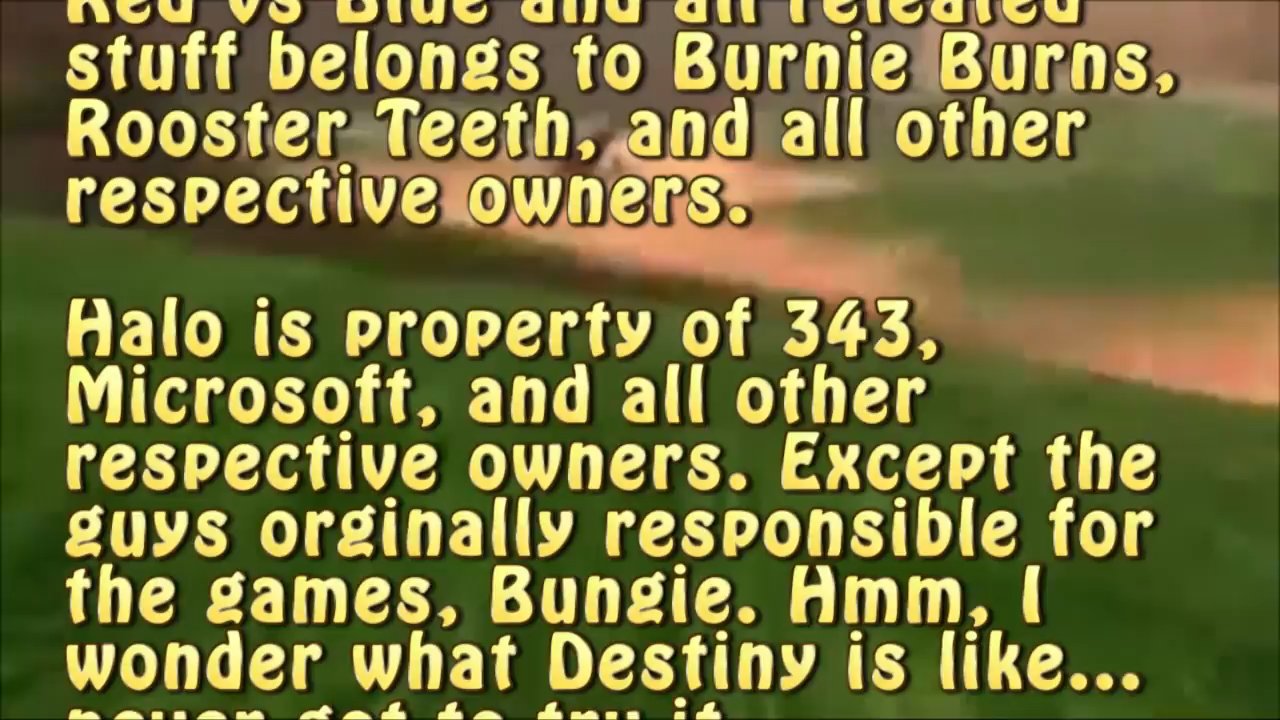 Red vs Blue and all releated
stuff belongs to Burnie Burns,
Rooster Teeth, and all other
respective owners.
Halo is property of 343,
Microsoft, and all other
respective owners. Except the
guys orginally responsible for
the games, Bungie. Hmm, I
wonder what Destiny is like...
never got to try it